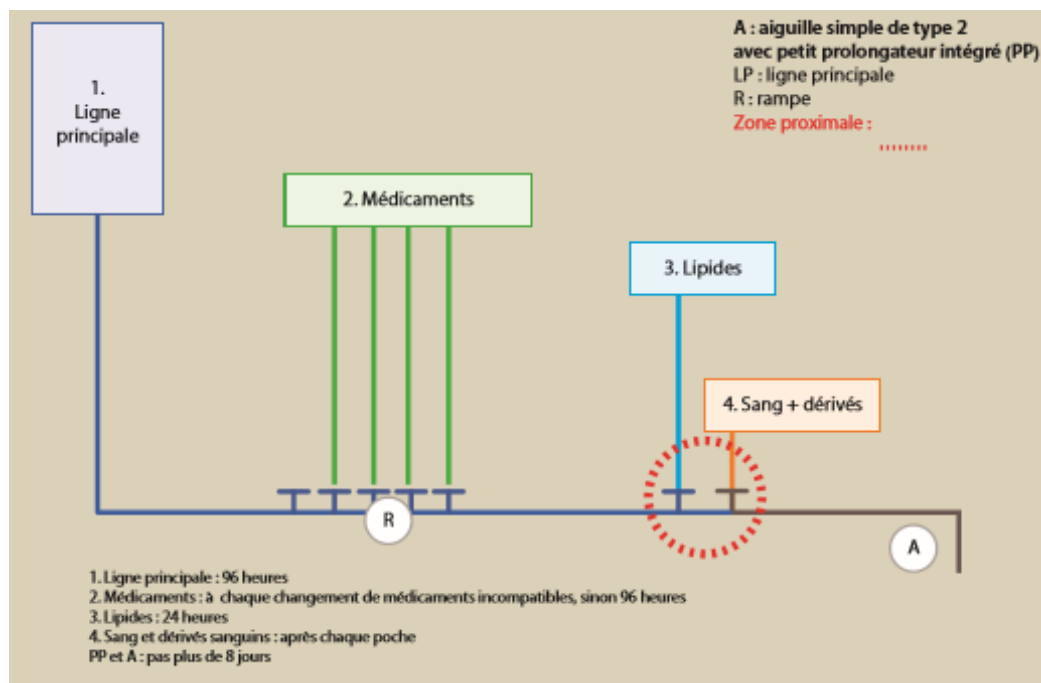 1.
Ligne
principale
A : aiguille simple de type 2
avec petit prolongateur intégré (PP)
LP : ligne principale
R : rampe
Zone proximale :
2. Médicaments
3. Lipides
4. Sang + dérivés
R
A
1. Ligne principale : 96 heures
2. Médicaments : à chaque changement de médicaments incompatibles, sinon 96 heures
3. Lipides : 24 heures
4. Sang et dérivés sanguins : après chaque poche
PP et A : pas plus de 8 jours